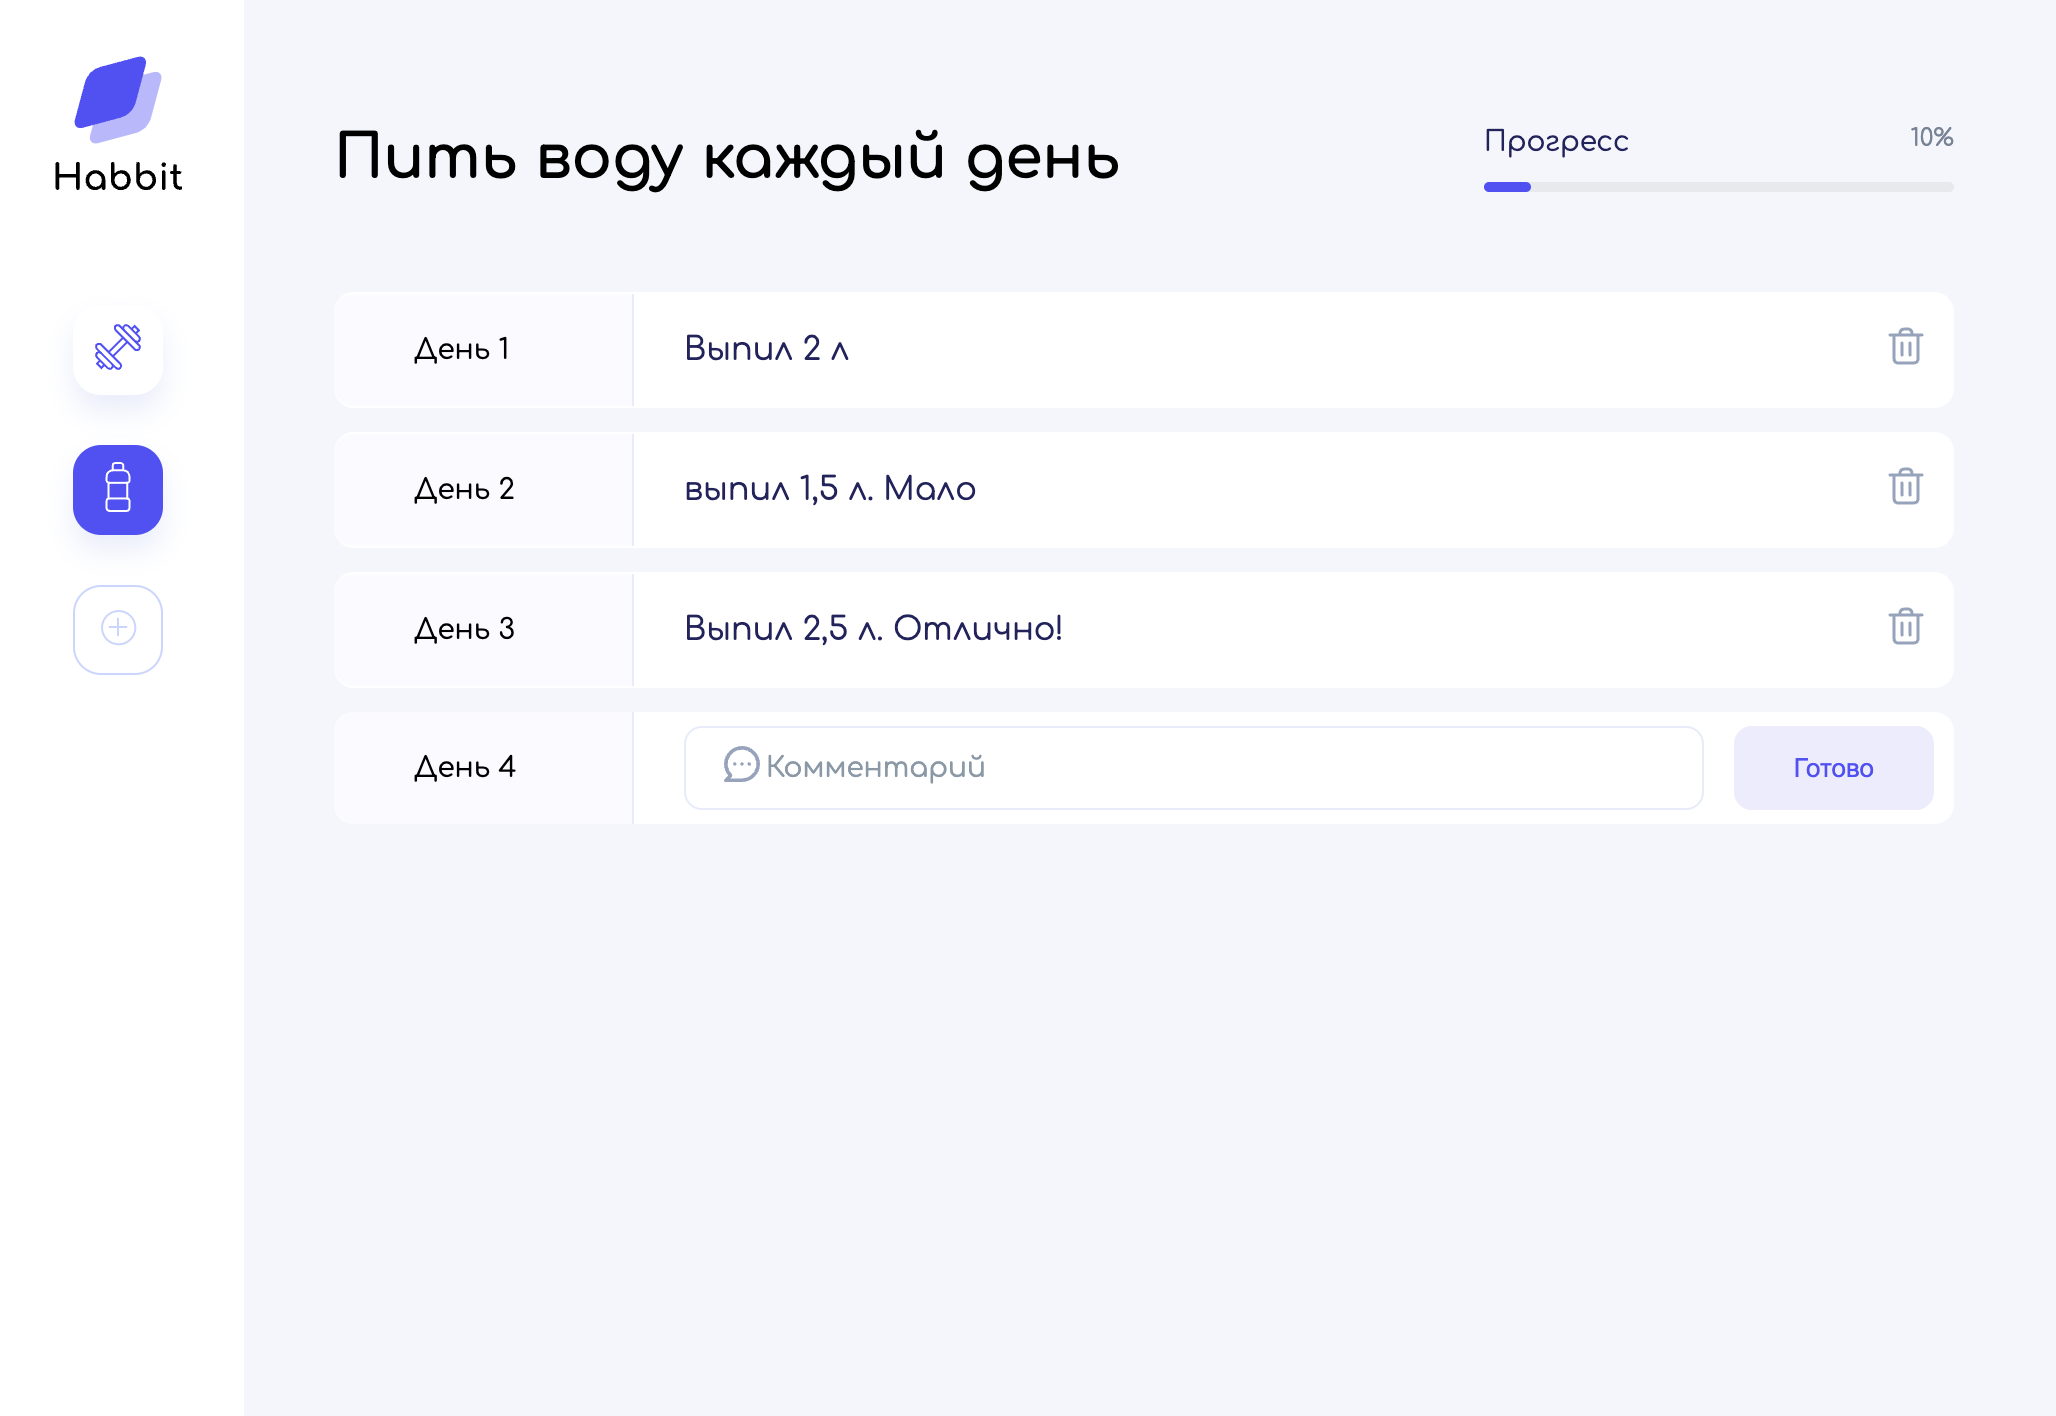 Habbit
Пить воду каждый день
Прогресс 10%
День 1 Выпил 2 л
День 2 выпил 1,5 л. Мало
День 3 Выпил 2,5 л. Отлично!
День 4 Комментарий Готово